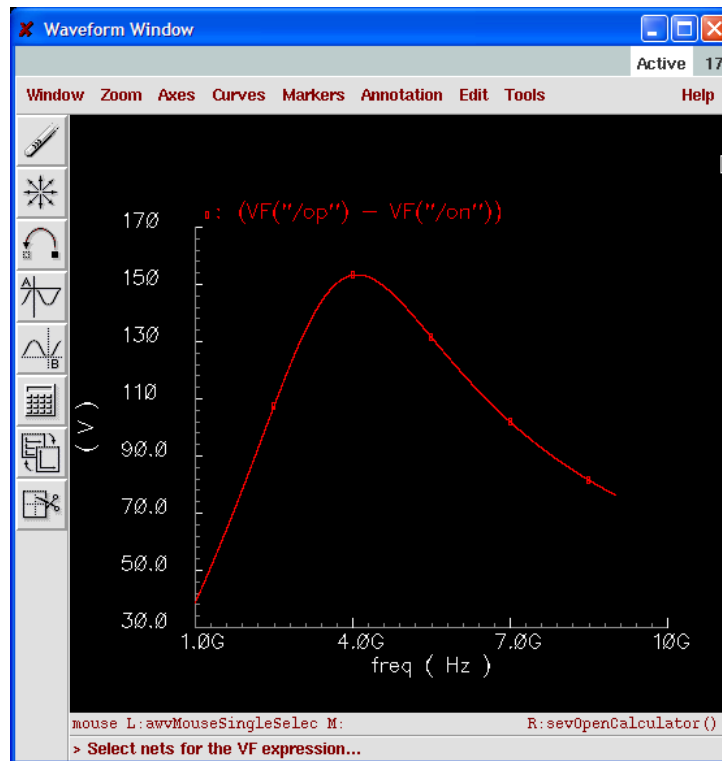 Waveform Window
Active 17
Window Zoom Axes Curves Markers Annotation Edit Tools Help
A
B
▯: (VF("/op") – VF("/on"))
170
150
130
110
90.0
70.0
50.0
30.0
( V )
1.0G 4.0G 7.0G 10G
freq ( Hz )
mouse L:awvMouseSingleSelec M: R:sevOpenCalculator()
> Select nets for the VF expression...